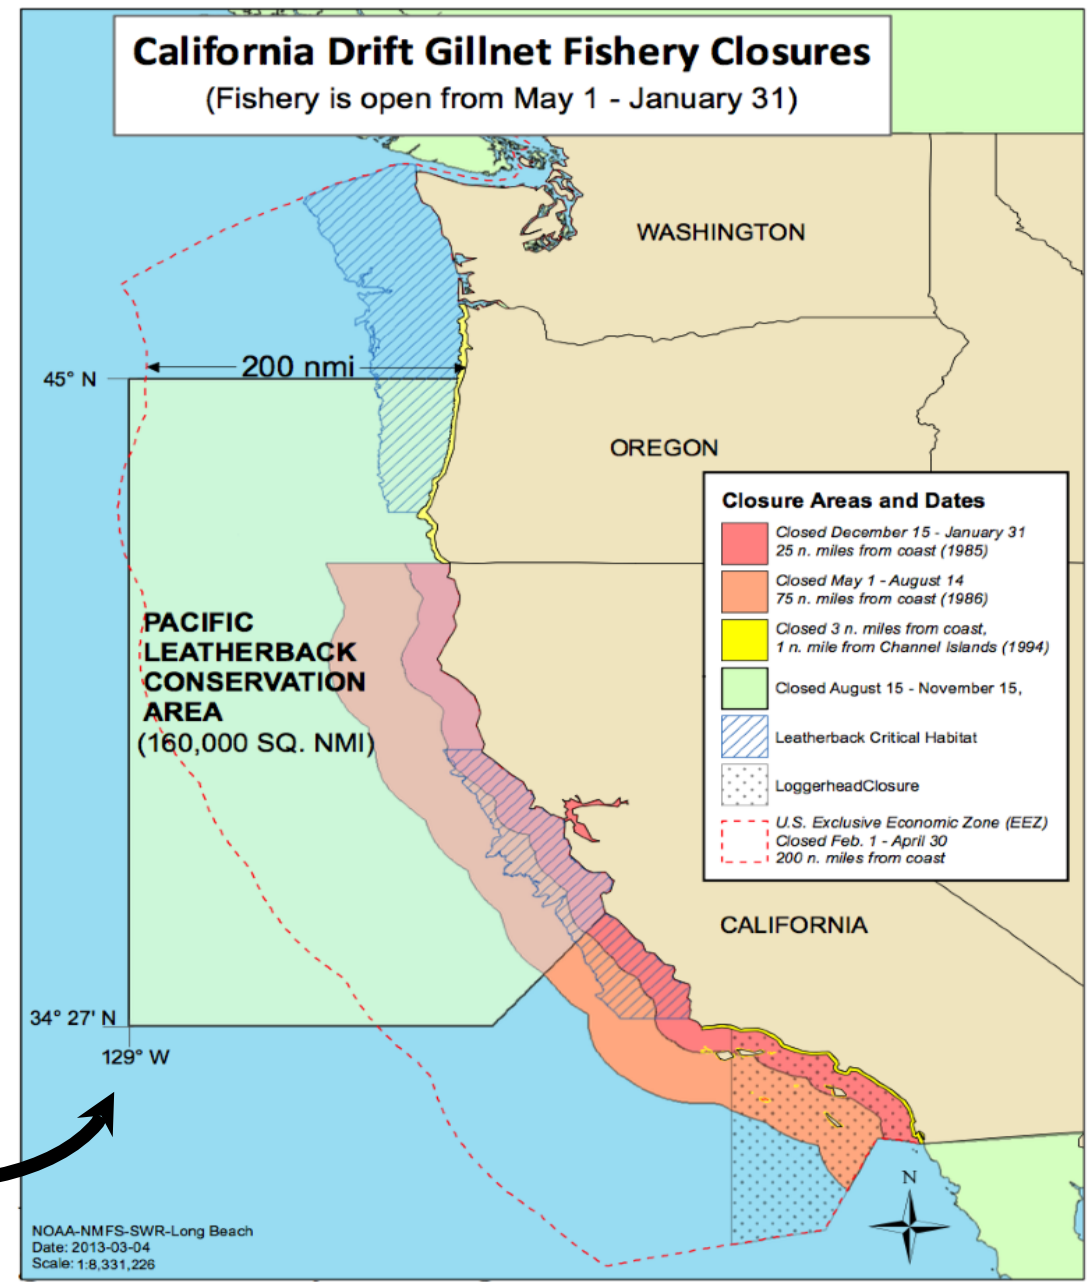 California Drift Gillnet Fishery Closures
(Fishery is open from May 1 - January 31)
WASHINGTON
200 nmi
45° N
OREGON
Closure Areas and Dates
Closed December 15 - January 31
25 n. miles from coast (1985)
Closed May 1 - August 14
75 n. miles from coast (1986)
Closed 3 n. miles from coast,
1 n. mile from Channel Islands (1994)
Closed August 15 - November 15,
Leatherback Critical Habitat
LoggerheadClosure
U.S. Exclusive Economic Zone (EEZ)
Closed Feb. 1 - April 30
200 n. miles from coast
PACIFIC
LEATHERBACK
CONSERVATION
AREA
(160,000 SQ. NMI)
CALIFORNIA
34° 27' N
129° W
N
NOAA-NMFS-SWR-Long Beach
Date: 2013-03-04
Scale: 1:8,331,226